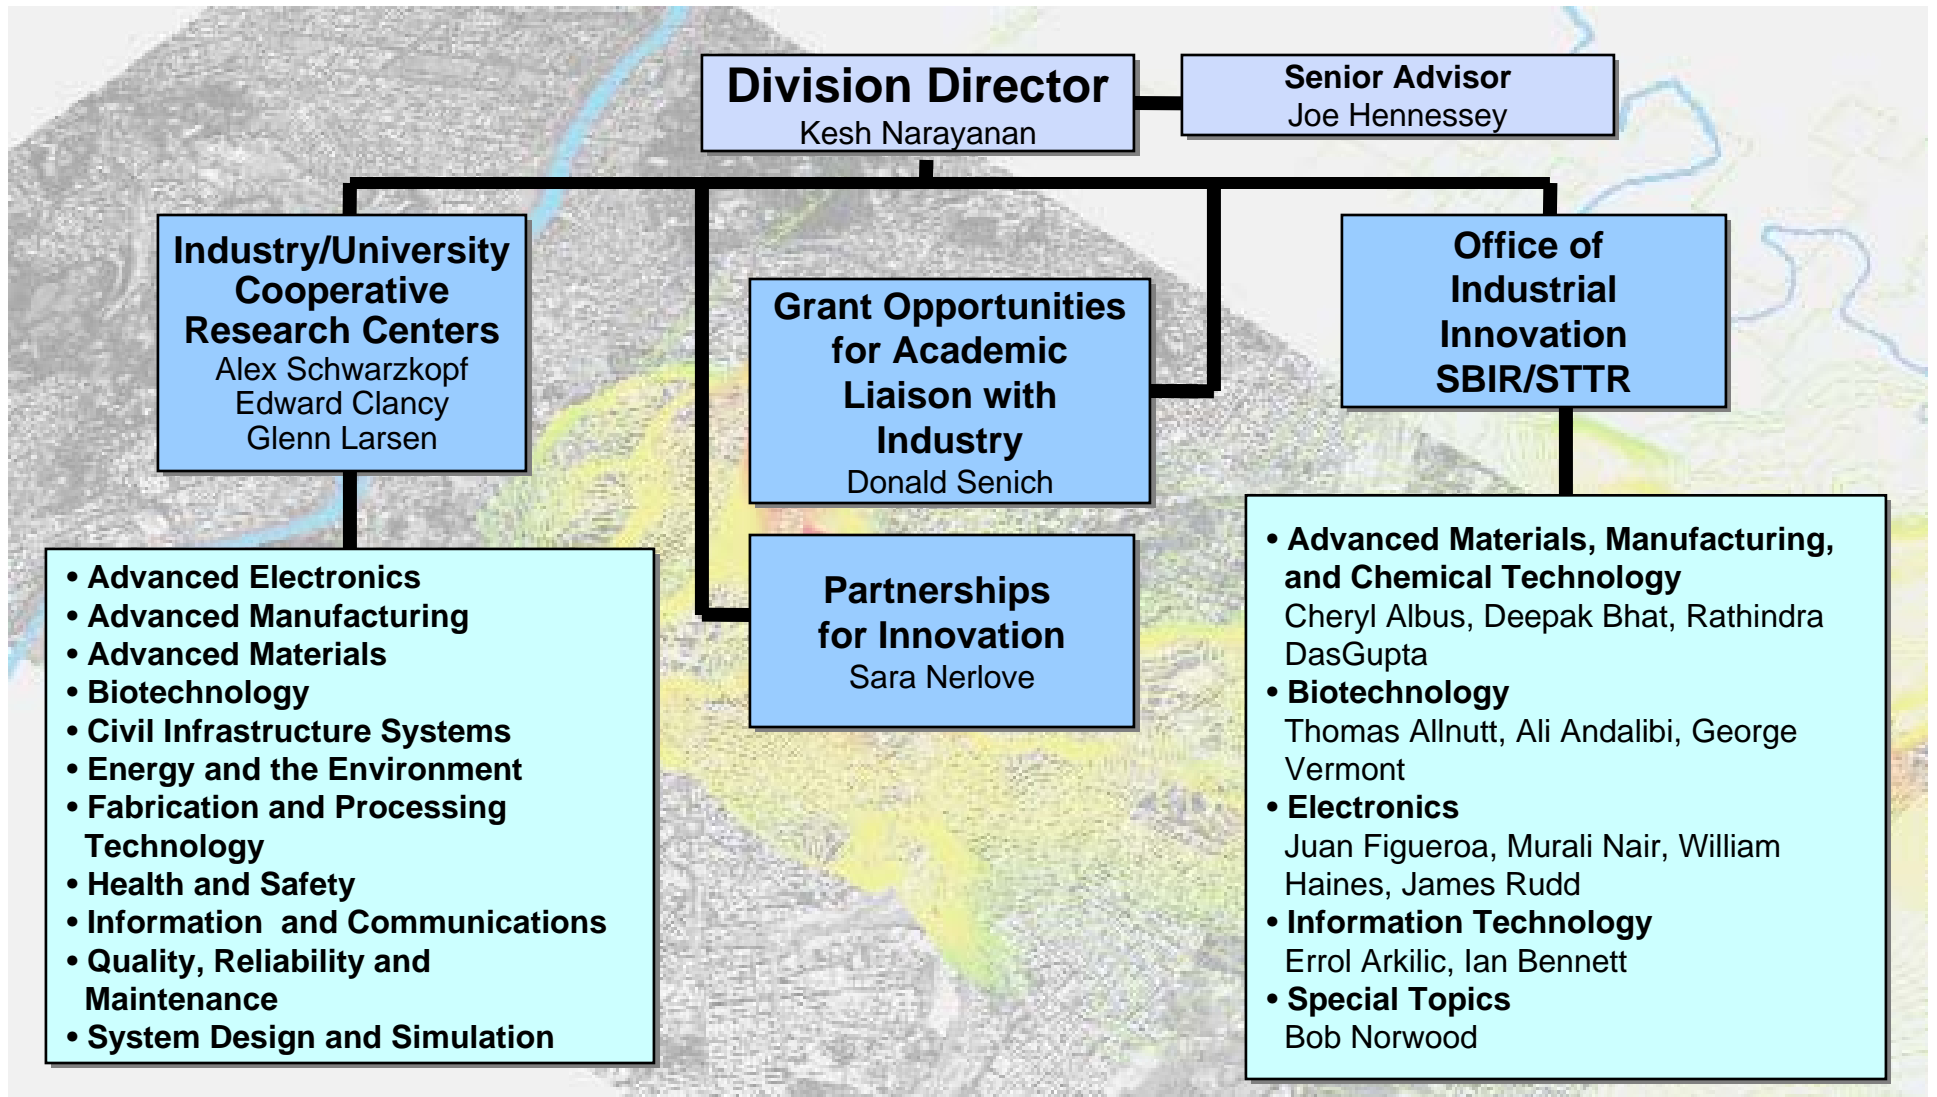 Division Director
Kesh Narayanan
Senior Advisor
Joe Hennessey
Industry/University
Cooperative
Research Centers
Alex Schwarzkopf
Edward Clancy
Glenn Larsen
Grant Opportunities
for Academic
Liaison with
Industry
Donald Senich
Office of
Industrial
Innovation
SBIR/STTR
Partnerships
for Innovation
Sara Nerlove
• Advanced Electronics
• Advanced Manufacturing
• Advanced Materials
• Biotechnology
• Civil Infrastructure Systems
• Energy and the Environment
• Fabrication and Processing
Technology
• Health and Safety
• Information  and Communications
• Quality, Reliability and
Maintenance
• System Design and Simulation
• Advanced Materials, Manufacturing,
and Chemical Technology
Cheryl Albus, Deepak Bhat, Rathindra
DasGupta
• Biotechnology
Thomas Allnutt, Ali Andalibi, George
Vermont
• Electronics
Juan Figueroa, Murali Nair, William
Haines, James Rudd
• Information Technology
Errol Arkilic, Ian Bennett
• Special Topics
Bob Norwood